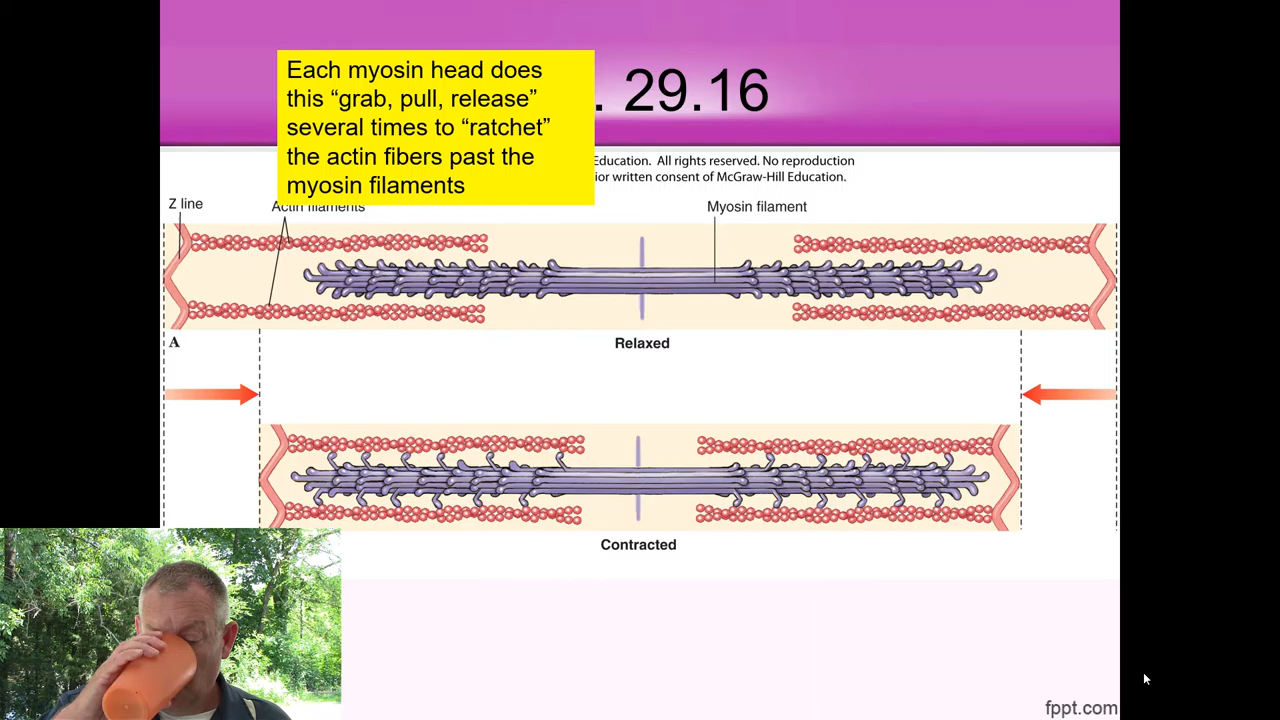 Each myosin head does
this “grab, pull, release”
several times to “ratchet”
the actin fibers past the
myosin filaments
. 29.16
Education. All rights reserved. No reproduction
ior written consent of McGraw-Hill Education.
Z line
Actin filaments
Myosin filament
A
Relaxed
Contracted
fppt.com